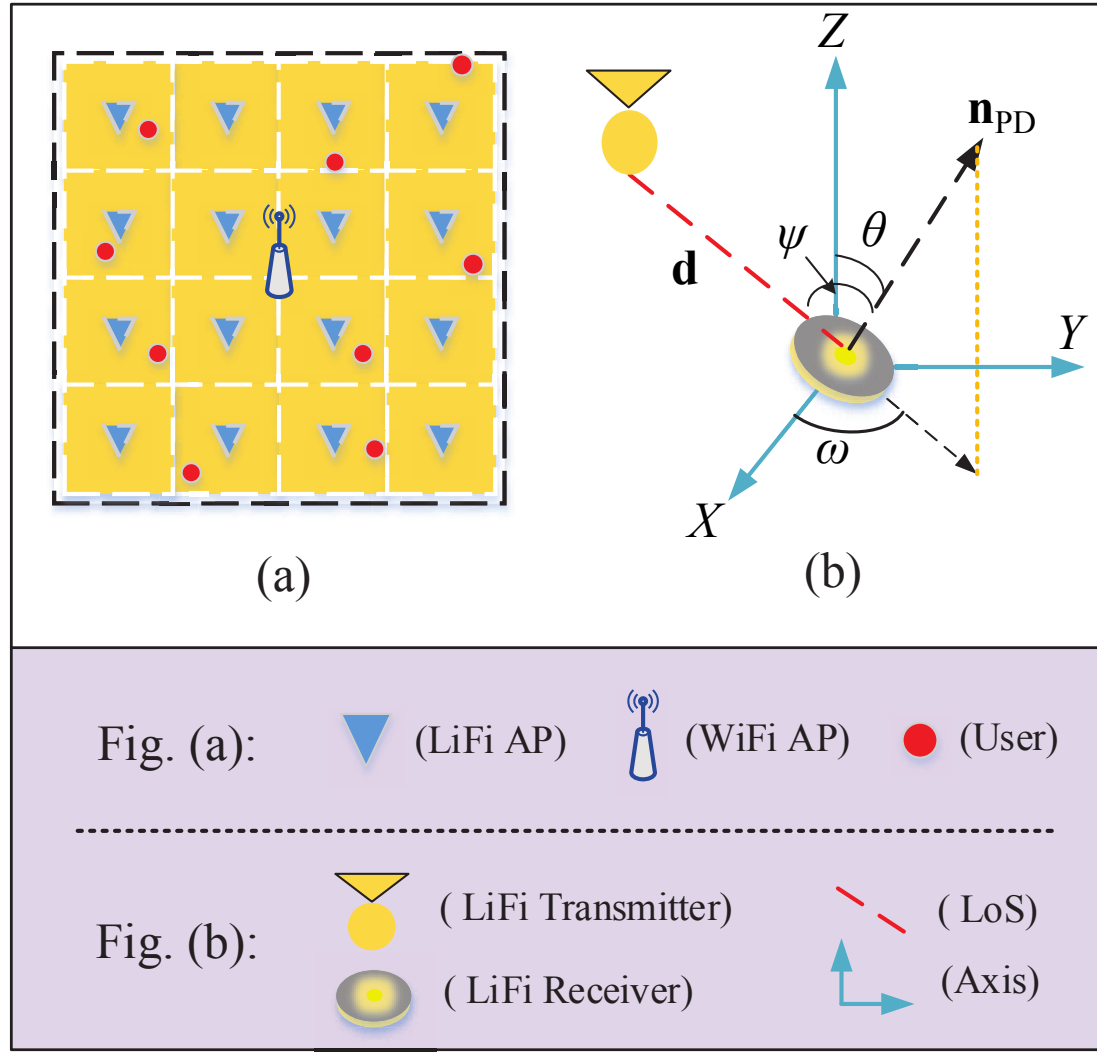 Z
n_PD
θ
ψ
d
Y
ω
X
(a)
(b)
Fig. (a):
(LiFi AP)
(WiFi AP)
(User)
Fig. (b):
( LiFi Transmitter)
( LoS)
( LiFi Receiver)
(Axis)